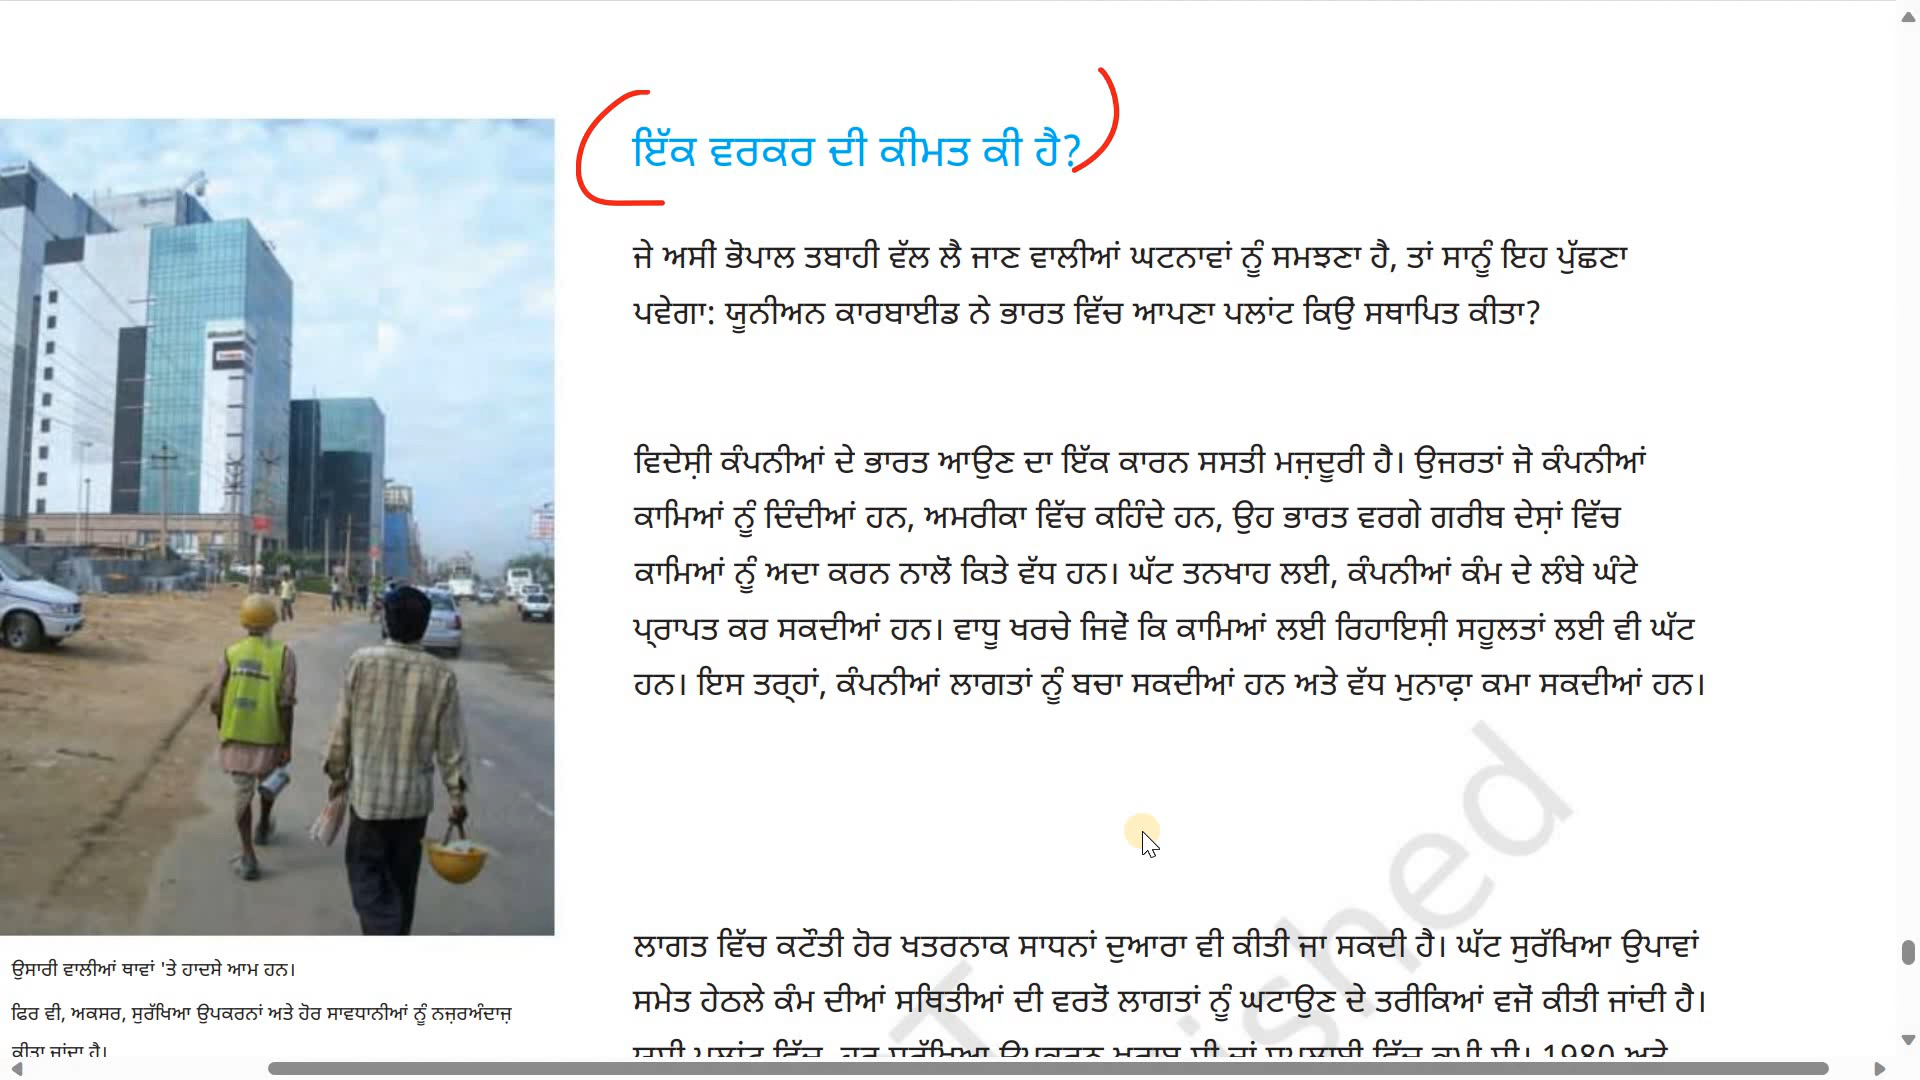 ਇੱਕ ਵਰਕਰ ਦੀ ਕੀਮਤ ਕੀ ਹੈ?
ਜੇ ਅਸੀਂ ਭੋਪਾਲ ਤਬਾਹੀ ਵੱਲ ਲੈ ਜਾਣ ਵਾਲੀਆਂ ਘਟਨਾਵਾਂ ਨੂੰ ਸਮਝਣਾ ਹੈ, ਤਾਂ ਸਾਨੂੰ ਇਹ ਪੁੱਛਣਾ
ਪਵੇਗਾ: ਯੂਨੀਅਨ ਕਾਰਬਾਈਡ ਨੇ ਭਾਰਤ ਵਿੱਚ ਆਪਣਾ ਪਲਾਂਟ ਕਿਉਂ ਸਥਾਪਿਤ ਕੀਤਾ?
ਵਿਦੇਸ਼ੀ ਕੰਪਨੀਆਂ ਦੇ ਭਾਰਤ ਆਉਣ ਦਾ ਇੱਕ ਕਾਰਨ ਸਸਤੀ ਮਜ਼ਦੂਰੀ ਹੈ। ਉਜਰਤਾਂ ਜੋ ਕੰਪਨੀਆਂ
ਕਾਮਿਆਂ ਨੂੰ ਦਿੰਦੀਆਂ ਹਨ, ਅਮਰੀਕਾ ਵਿੱਚ ਕਹਿੰਦੇ ਹਨ, ਉਹ ਭਾਰਤ ਵਰਗੇ ਗਰੀਬ ਦੇਸ਼ਾਂ ਵਿੱਚ
ਕਾਮਿਆਂ ਨੂੰ ਅਦਾ ਕਰਨ ਨਾਲੋਂ ਕਿਤੇ ਵੱਧ ਹਨ। ਘੱਟ ਤਨਖਾਹ ਲਈ, ਕੰਪਨੀਆਂ ਕੰਮ ਦੇ ਲੰਬੇ ਘੰਟੇ
ਪ੍ਰਾਪਤ ਕਰ ਸਕਦੀਆਂ ਹਨ। ਵਾਧੂ ਖਰਚੇ ਜਿਵੇਂ ਕਿ ਕਾਮਿਆਂ ਲਈ ਰਿਹਾਇਸ਼ੀ ਸਹੂਲਤਾਂ ਲਈ ਵੀ ਘੱਟ
ਹਨ। ਇਸ ਤਰ੍ਹਾਂ, ਕੰਪਨੀਆਂ ਲਾਗਤਾਂ ਨੂੰ ਬਚਾ ਸਕਦੀਆਂ ਹਨ ਅਤੇ ਵੱਧ ਮੁਨਾਫ਼ਾ ਕਮਾ ਸਕਦੀਆਂ ਹਨ।
ਲਾਗਤ ਵਿੱਚ ਕਟੌਤੀ ਹੋਰ ਖਤਰਨਾਕ ਸਾਧਨਾਂ ਦੁਆਰਾ ਵੀ ਕੀਤੀ ਜਾ ਸਕਦੀ ਹੈ। ਘੱਟ ਸੁਰੱਖਿਆ ਉਪਾਵਾਂ
ਸਮੇਤ ਹੇਠਲੇ ਕੰਮ ਦੀਆਂ ਸਥਿਤੀਆਂ ਦੀ ਵਰਤੋਂ ਲਾਗਤਾਂ ਨੂੰ ਘਟਾਉਣ ਦੇ ਤਰੀਕਿਆਂ ਵਜੋਂ ਕੀਤੀ ਜਾਂਦੀ ਹੈ।
ਉਸਾਰੀ ਵਾਲੀਆਂ ਥਾਵਾਂ 'ਤੇ ਹਾਦਸੇ ਆਮ ਹਨ।
ਫਿਰ ਵੀ, ਅਕਸਰ, ਸੁਰੱਖਿਆ ਉਪਕਰਨਾਂ ਅਤੇ ਹੋਰ ਸਾਵਧਾਨੀਆਂ ਨੂੰ ਨਜ਼ਰਅੰਦਾਜ਼
ਕੀਤਾ ਜਾਂਦਾ ਹੈ।
shed